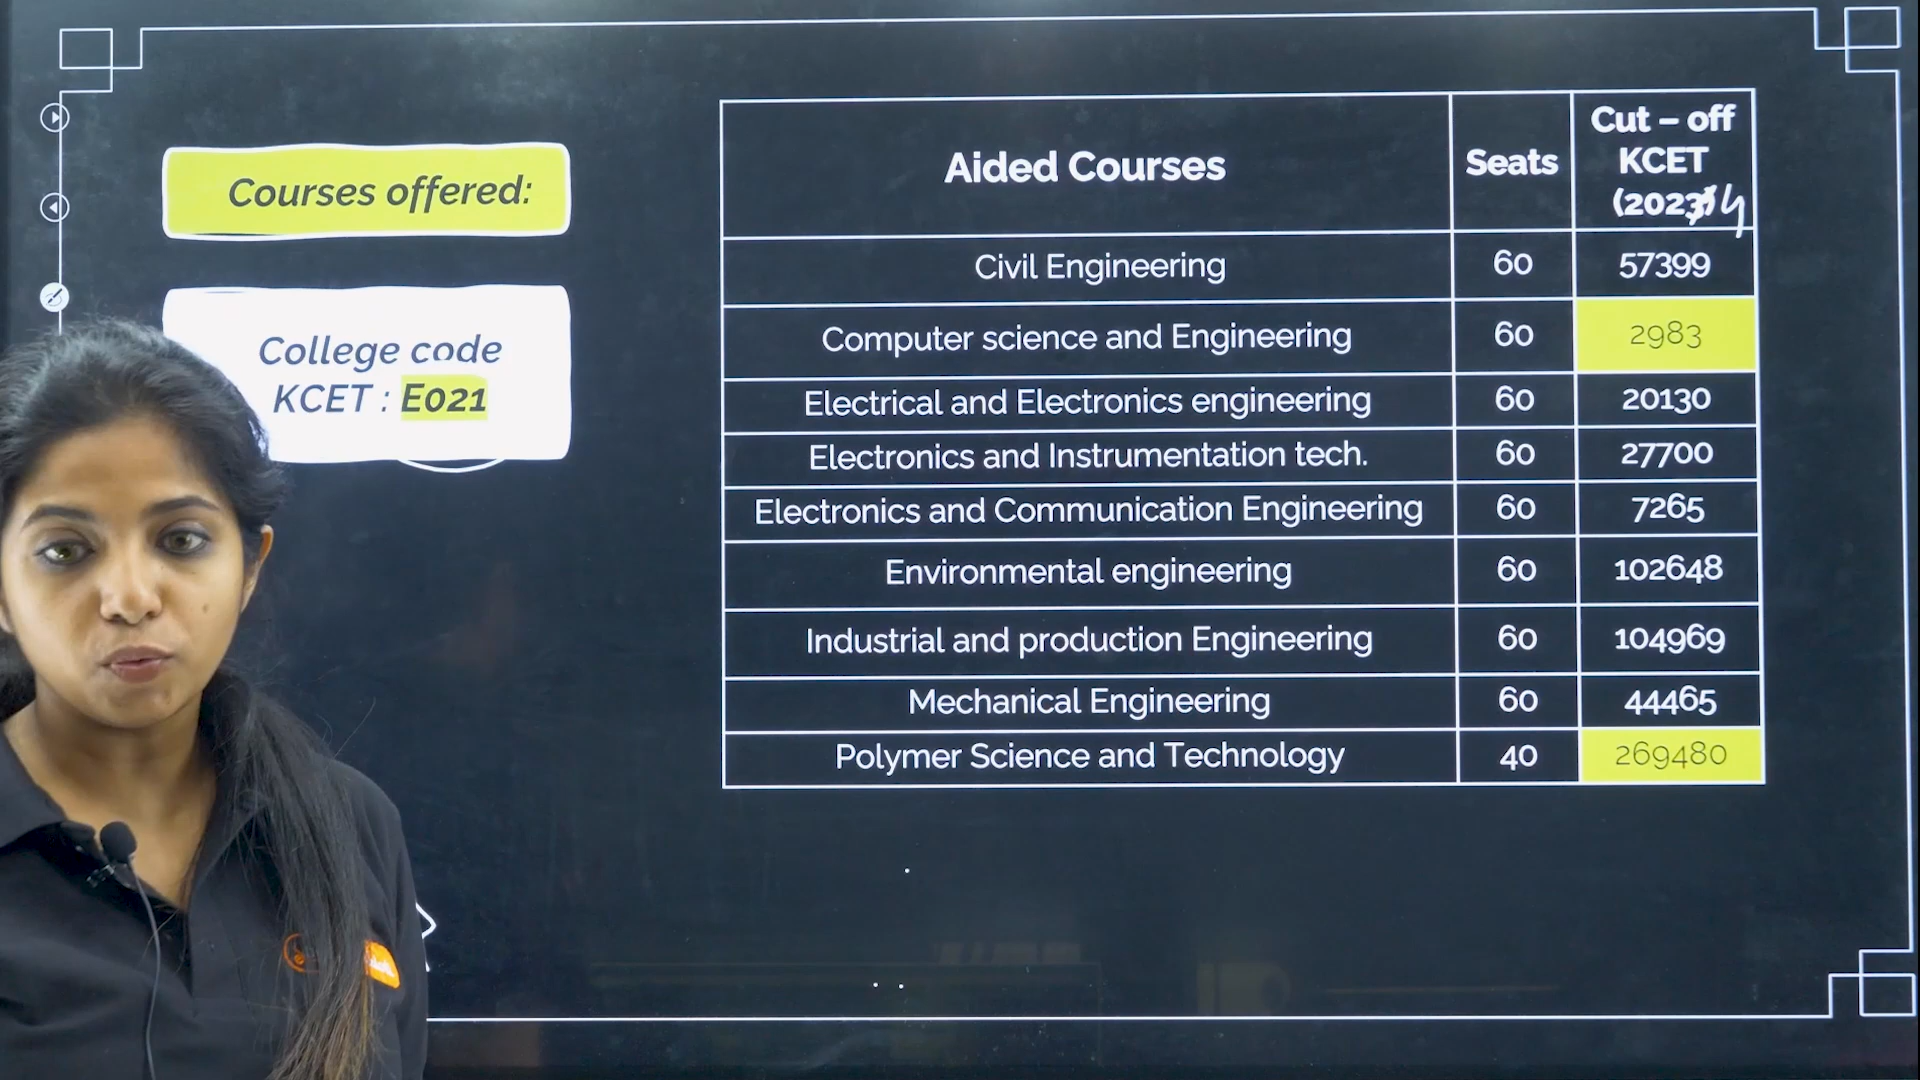 Courses offered:
College code
KCET : E021
Aided Courses
Seats
Cut – off
KCET
(2023
4
Civil Engineering 60 57399
Computer science and Engineering 60 2983
Electrical and Electronics engineering 60 20130
Electronics and Instrumentation tech. 60 27700
Electronics and Communication Engineering 60 7265
Environmental engineering 60 102648
Industrial and production Engineering 60 104969
Mechanical Engineering 60 44465
Polymer Science and Technology 40 269480